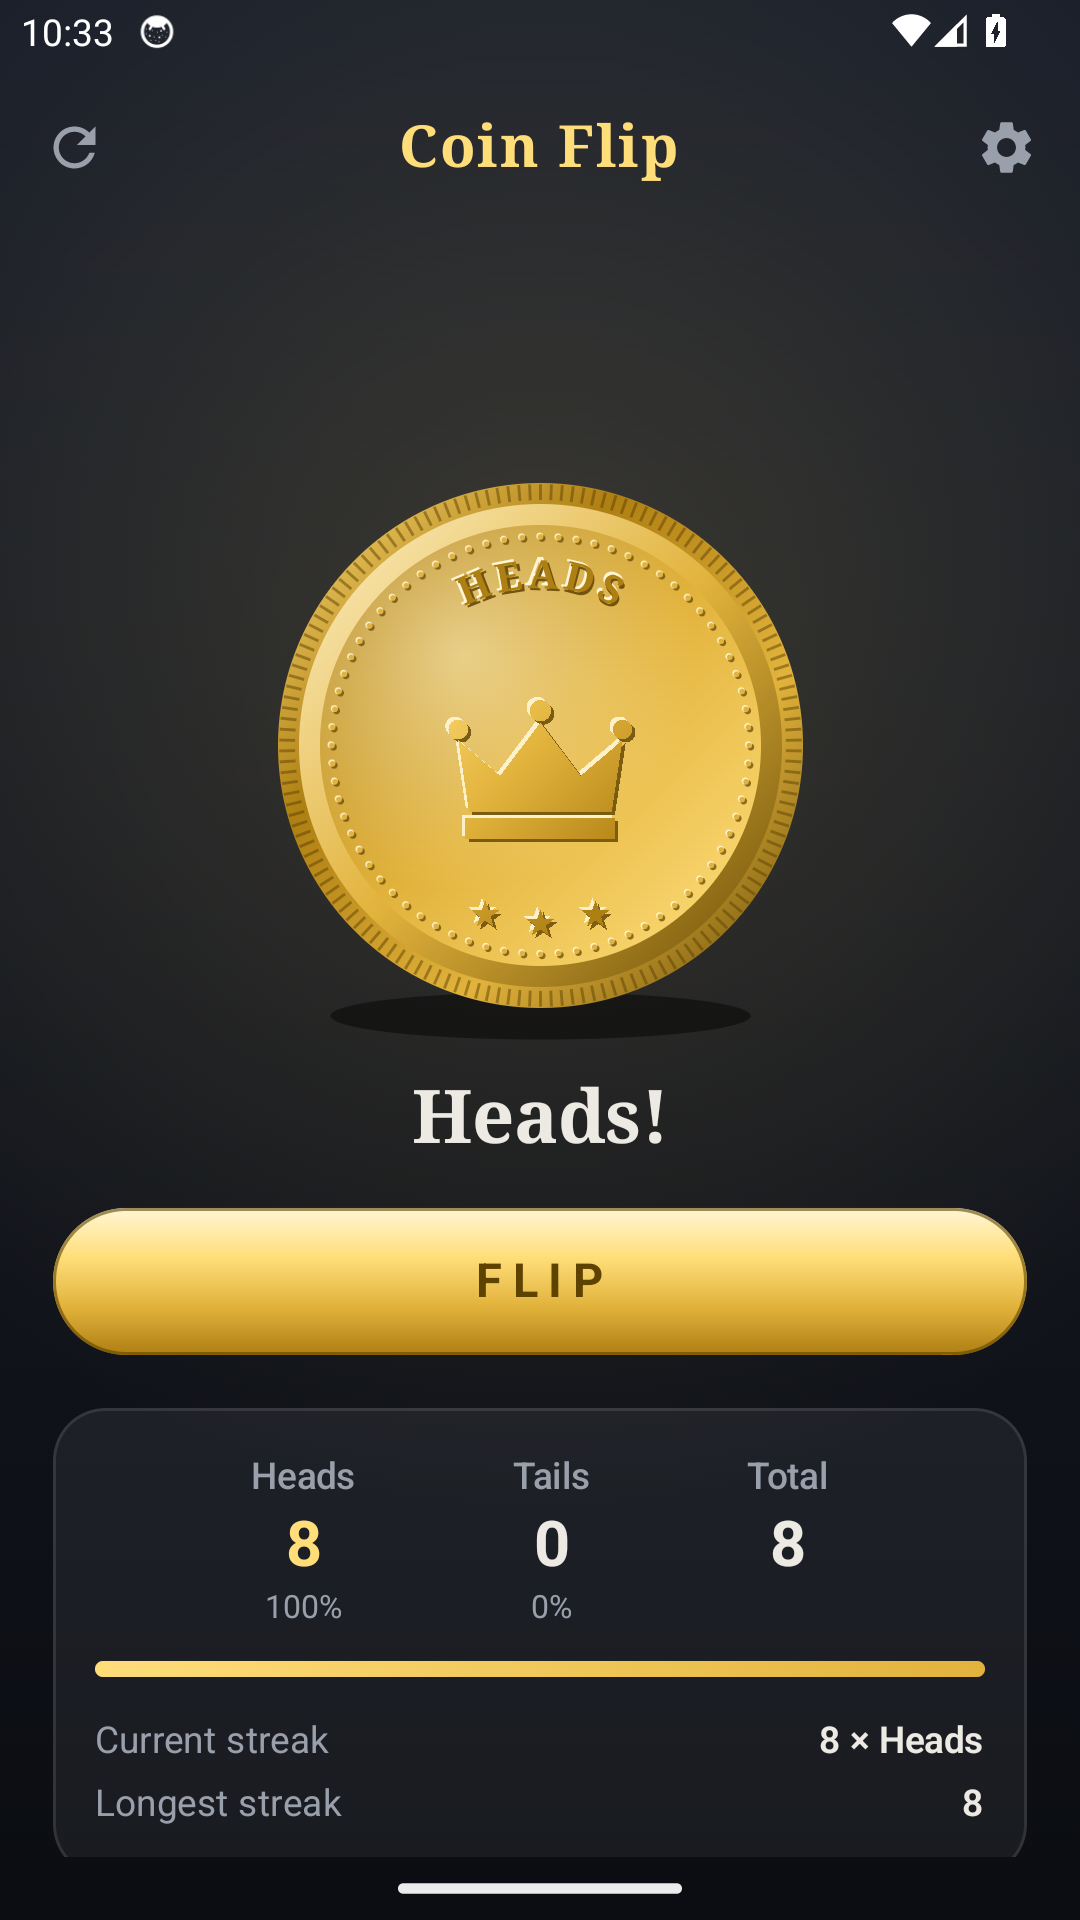 10:33
Coin Flip
HEADS
Heads!
FLIP
Heads Tails Total
8 0 8
100% 0%
Current streak 8 × Heads
Longest streak 8